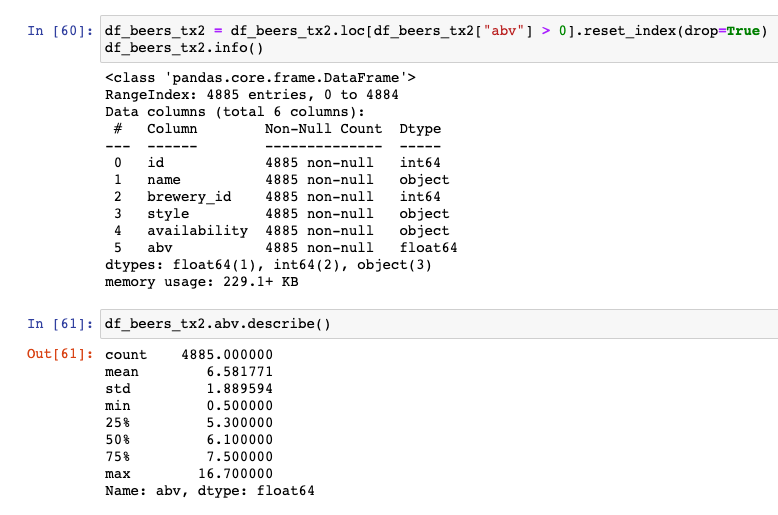 In [60]: df_beers_tx2 = df_beers_tx2.loc[df_beers_tx2["abv"] > 0].reset_index(drop=True)
df_beers_tx2.info()
<class 'pandas.core.frame.DataFrame'>
RangeIndex: 4885 entries, 0 to 4884
Data columns (total 6 columns):
 #   Column        Non-Null Count  Dtype
---  ------        --------------  -----
 0   id            4885 non-null   int64
 1   name          4885 non-null   object
 2   brewery_id    4885 non-null   int64
 3   style         4885 non-null   object
 4   availability  4885 non-null   object
 5   abv           4885 non-null   float64
dtypes: float64(1), int64(2), object(3)
memory usage: 229.1+ KB
In [61]: df_beers_tx2.abv.describe()
Out[61]: count    4885.000000
mean        6.581771
std         1.889594
min         0.500000
25%         5.300000
50%         6.100000
75%         7.500000
max        16.700000
Name: abv, dtype: float64